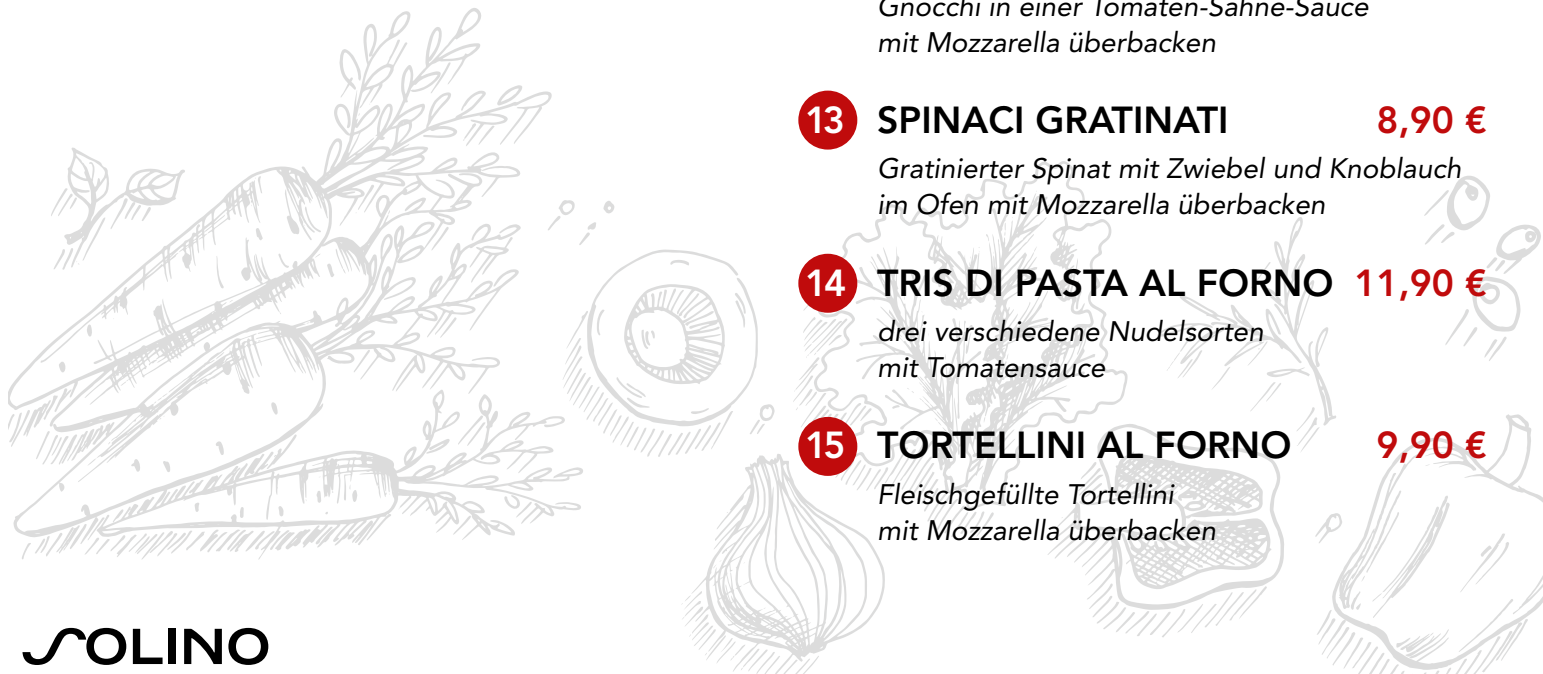 Gnocchi in einer Tomaten-Sahne-Sauce
mit Mozzarella überbacken
13 SPINACI GRATINATI 8,90 €
Gratinierter Spinat mit Zwiebel und Knoblauch
im Ofen mit Mozzarella überbacken
14 TRIS DI PASTA AL FORNO 11,90 €
drei verschiedene Nudelsorten
mit Tomatensauce
15 TORTELLINI AL FORNO 9,90 €
Fleischgefüllte Tortellini
mit Mozzarella überbacken
SOLINO